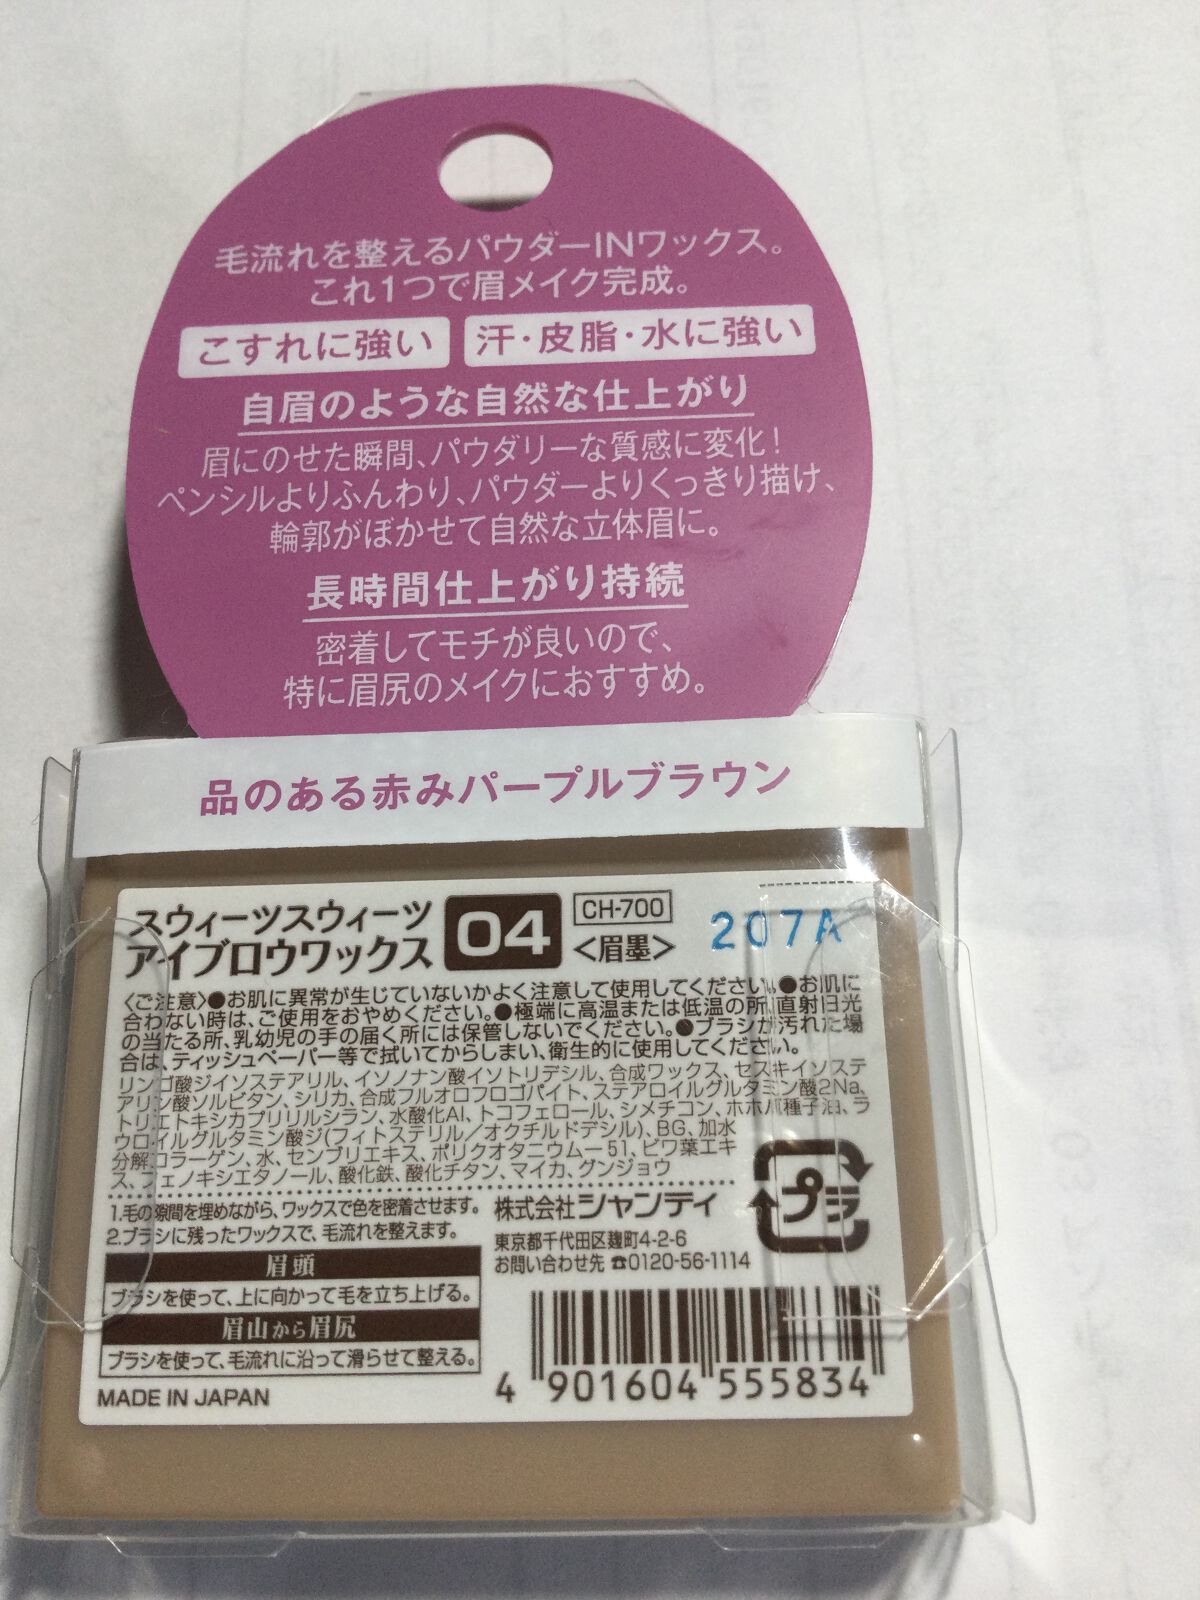 毛流れを整えるパウダーINワックス。
これ1つで眉メイク完成。
こすれに強い 汗・皮脂・水に強い
自眉のような自然な仕上がり
眉にのせた瞬間、パウダリーな質感に変化！
ペンシルよりふんわり、パウダーよりくっきり描け、
輪郭がぼかせて自然な立体眉に。
長時間仕上がり持続
密着してモチが良いので、
特に眉尻のメイクにおすすめ。
品のある赤みパープルブラウン
スウィーツスウィーツ
アイブロウワックス
04
CH-700
<眉墨>
207A
<ご注意>●お肌に異常が生じていないかよく注意して使用してください。●お肌に
合わない時は、ご使用をおやめください。●極端に高温または低温の所、直射日光
の当たる所、乳幼児の手の届く所には保管しないでください。●ブラシが汚れた場
合は、ティッシュペーパー等で拭いてからしまい、衛生的に使用してください。
リンゴ酸ジイソステアリル、イソノナン酸イソトリデシル、合成ワックス、セスキイソステ
アリン酸ソルビタン、シリカ、合成フルオロフロゴパイト、ステアロイルグルタミン酸2Na、
トリエトキシカプリリルシラン、水酸化Al、トコフェロール、シメチコン、ホホバ種子油、ラ
ウロイルグルタミン酸ジ(フィトステリル／オクチルドデシル)、BG、加水
分解コラーゲン、水、センブリエキス、ポリクオタニウム－51、ビワ葉エキ
ス、フェノキシエタノール、酸化鉄、酸化チタン、マイカ、グンジョウ
1.毛の隙間を埋めながら、ワックスで色を密着させます。
2.ブラシに残ったワックスで、毛流れを整えます。
眉頭
ブラシを使って、上に向かって毛を立ち上げる。
眉山から眉尻
ブラシを使って、毛流れに沿って滑らせて整える。
MADE IN JAPAN
株式会社シャンティ
東京都千代田区麹町4-2-6
お問い合わせ先 ☎0120-56-1114
プラ
4 901604 555834